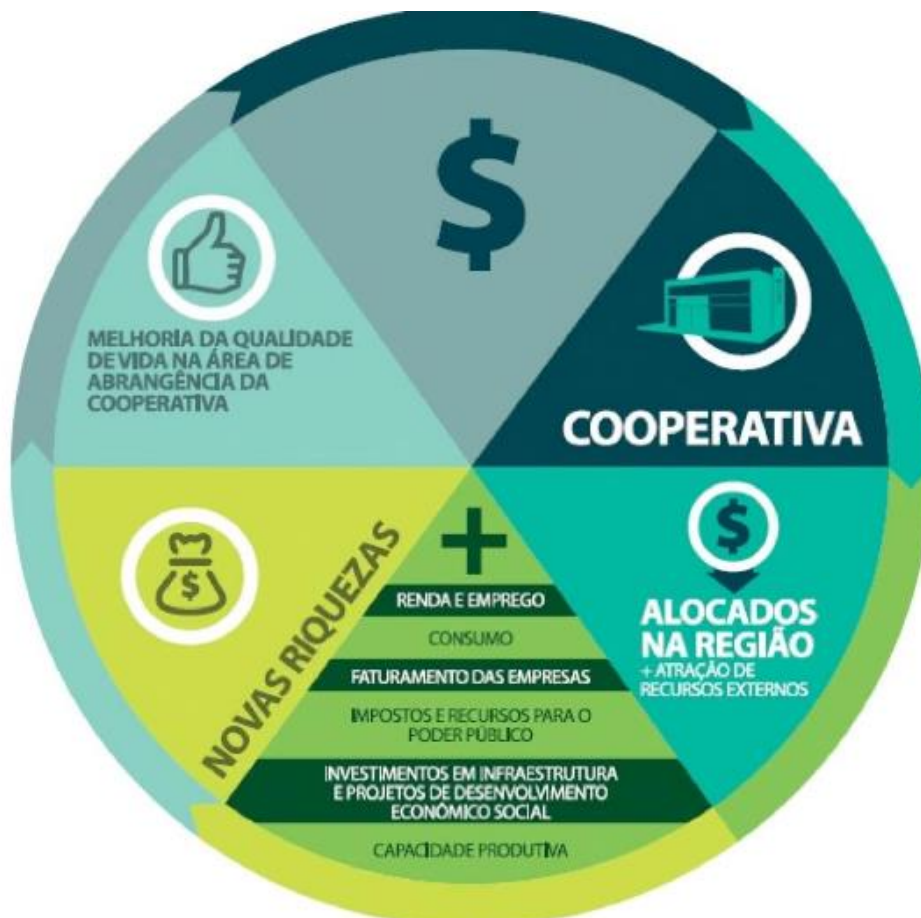 $
COOPERATIVA
$
ALOCADOS
NA REGIÃO
+ ATRAÇÃO DE
RECURSOS EXTERNOS
+
RENDA E EMPREGO
CONSUMO
FATURAMENTO DAS EMPRESAS
IMPOSTOS E RECURSOS PARA O
PODER PÚBLICO
INVESTIMENTOS EM INFRAESTRUTURA
E PROJETOS DE DESENVOLVIMENTO
ECONÔMICO SOCIAL
CAPACIDADE PRODUTIVA
NOVAS RIQUEZAS
$
MELHORIA DA QUALIDADE
DE VIDA NA ÁREA DE
ABRANGÊNCIA DA
COOPERATIVA